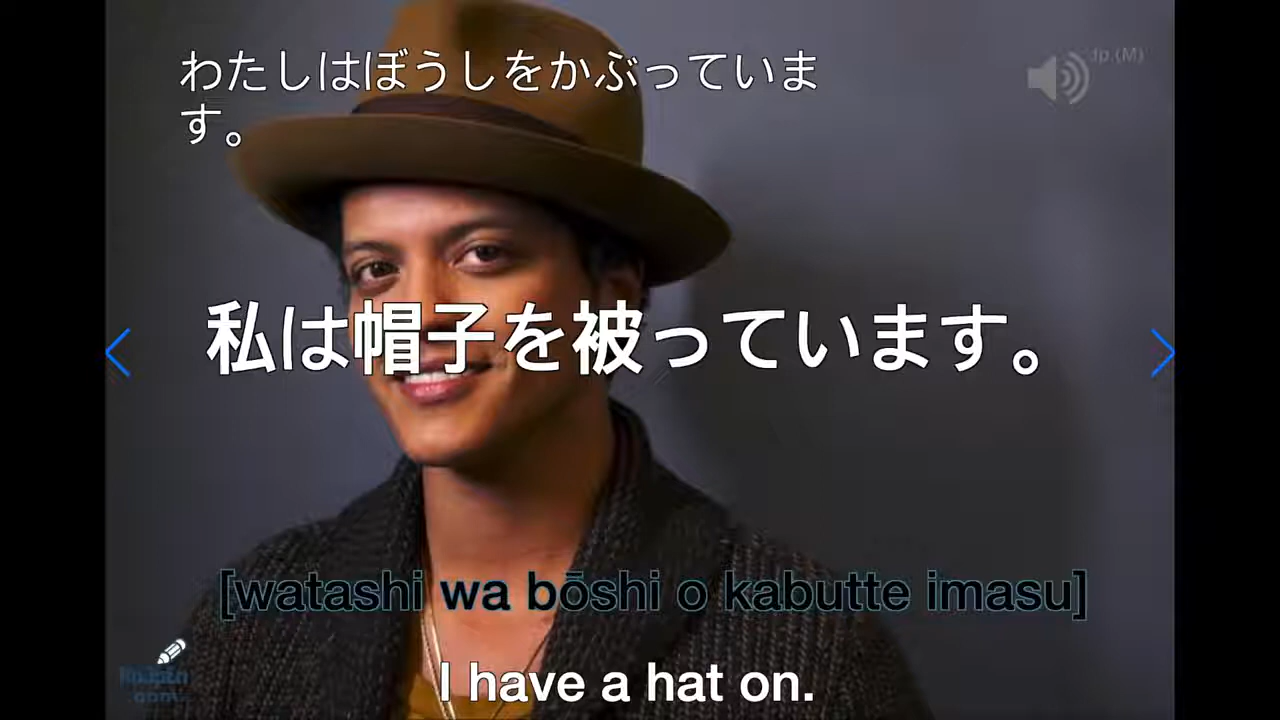 わたしはぼうしをかぶっていま
す。
dp.(M)
私は帽子を被っています。
[watashi wa bōshi o kabutte imasu]
I have a hat on.